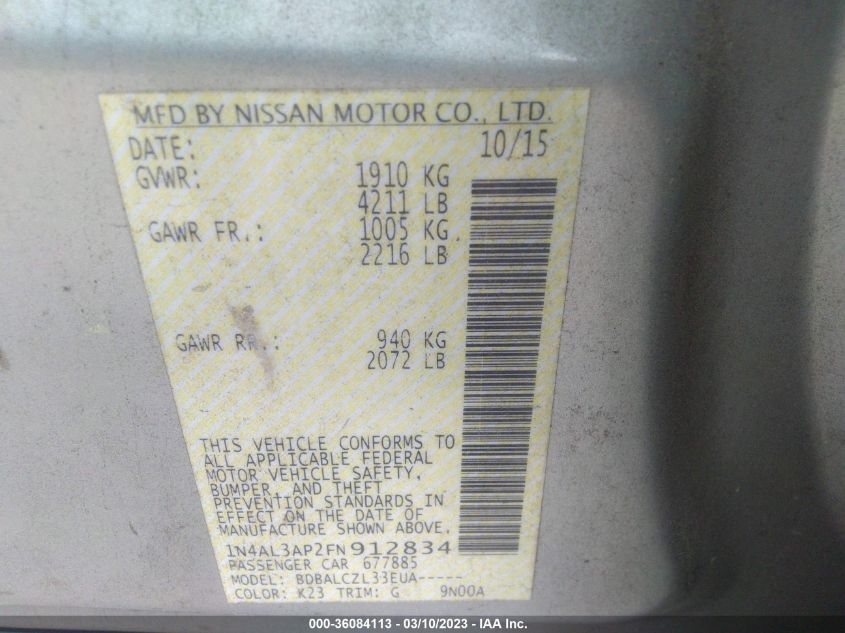 MFD BY NISSAN MOTOR CO., LTD.
DATE: 10/15
GVWR: 1910 KG
4211 LB
GAWR FR.: 1005 KG
2216 LB
GAWR RR.: 940 KG
2072 LB
THIS VEHICLE CONFORMS TO
ALL APPLICABLE FEDERAL
MOTOR VEHICLE SAFETY,
BUMPER, AND THEFT
PREVENTION STANDARDS IN
EFFECT ON THE DATE OF
MANUFACTURE SHOWN ABOVE.
1N4AL3AP2FN912834
PASSENGER CAR 677885
MODEL: BDBALCZL33EUA-----
COLOR: K23 TRIM: G 9N00A
000-36084113 - 03/10/2023 - IAA Inc.